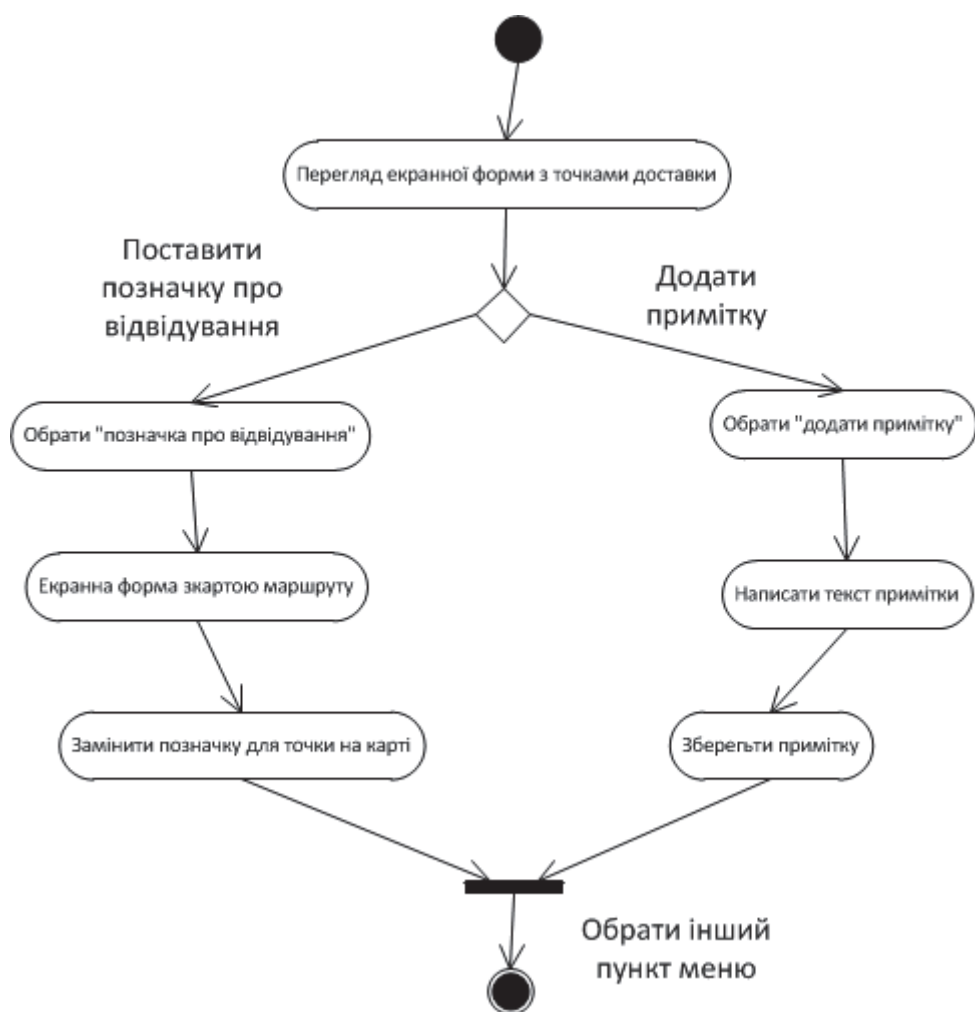 Перегляд екранної форми з точками доставки
Поставити
позначку про
відвідування
Додати
примітку
Обрати "позначка про відвідування"
Обрати "додати примітку"
Екранна форма зкартою маршруту
Написати текст примітки
Замінити позначку для точки на карті
Зберегьти примітку
Обрати інший
пункт меню